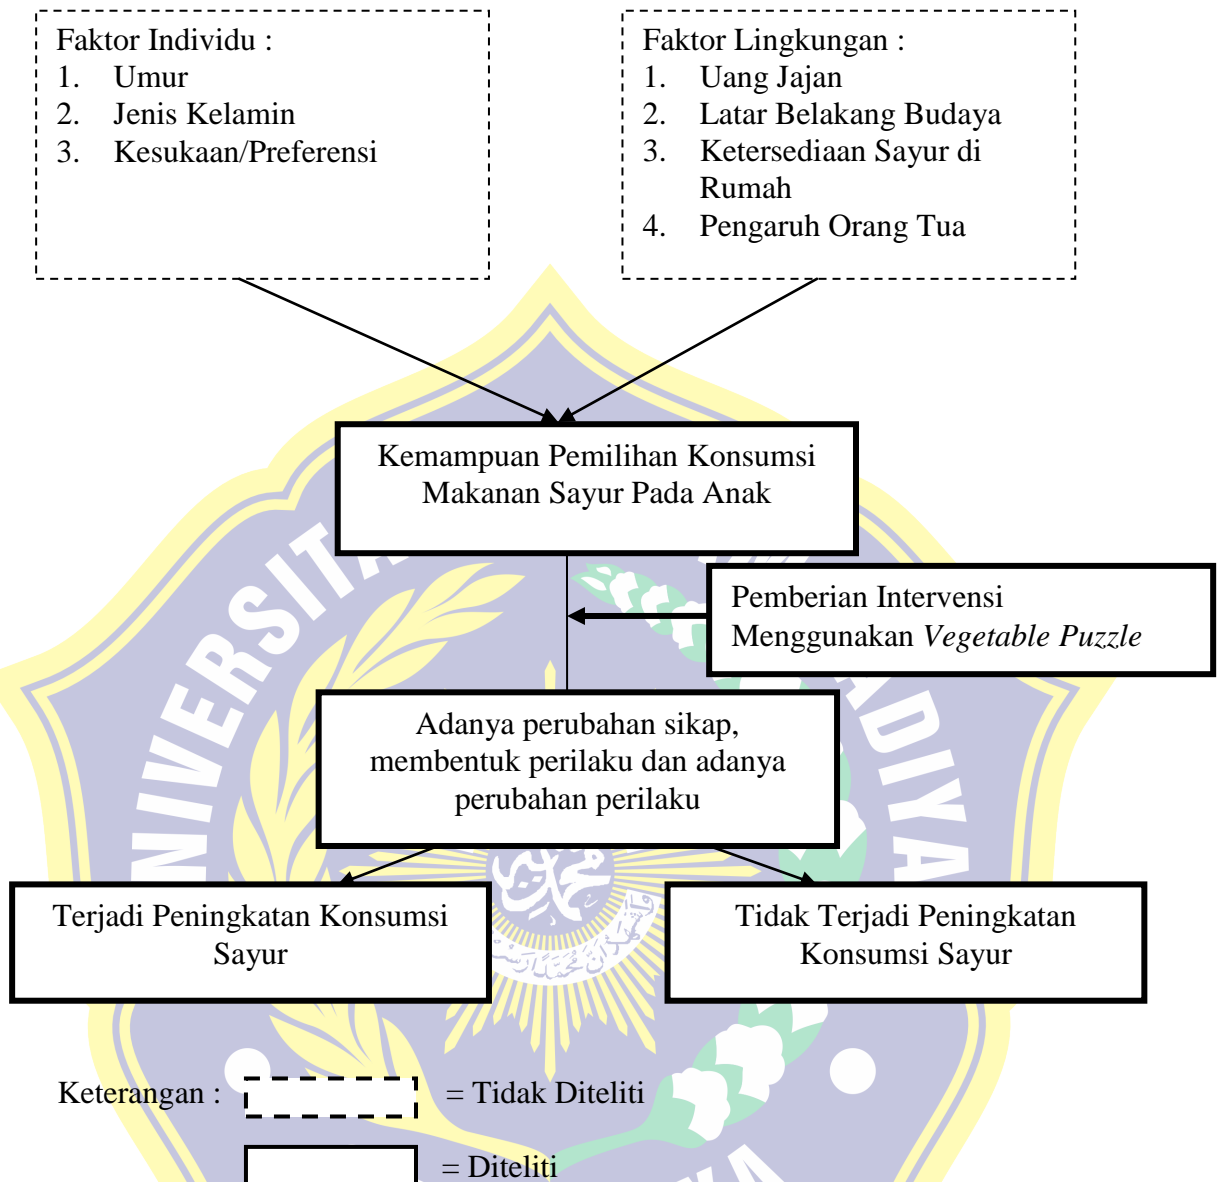 Faktor Individu :
1. Umur
2. Jenis Kelamin
3. Kesukaan/Preferensi
Faktor Lingkungan :
1. Uang Jajan
2. Latar Belakang Budaya
3. Ketersediaan Sayur di
Rumah
4. Pengaruh Orang Tua
Kemampuan Pemilihan Konsumsi
Makanan Sayur Pada Anak
Pemberian Intervensi
Menggunakan Vegetable Puzzle
Adanya perubahan sikap,
membentuk perilaku dan adanya
perubahan perilaku
Terjadi Peningkatan Konsumsi
Sayur
Tidak Terjadi Peningkatan
Konsumsi Sayur
Keterangan :
= Tidak Diteliti
= Diteliti